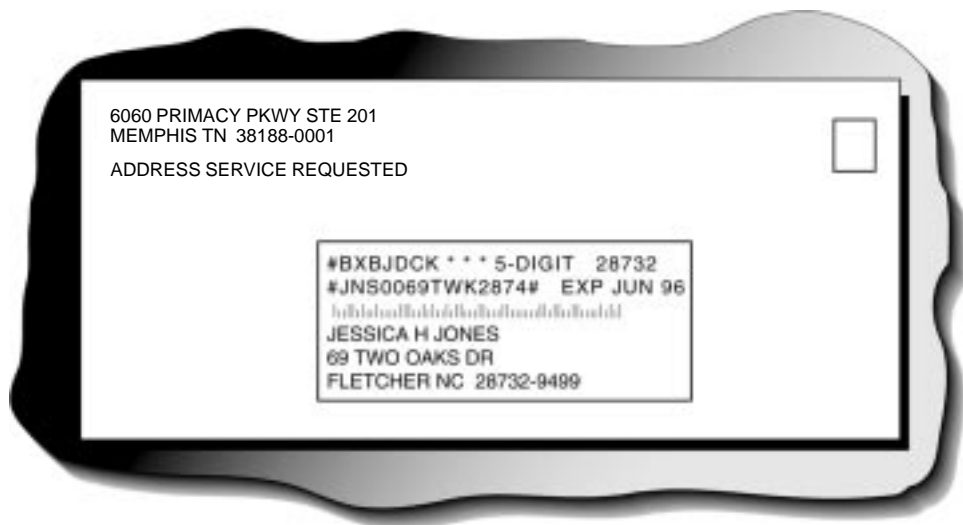 6060 PRIMACY PKWY STE 201
MEMPHIS TN 38188-0001
ADDRESS SERVICE REQUESTED
#BXBJDCK * * * 5-DIGIT 28732
#JNS0069TWK2874# EXP JUN 96
JESSICA H JONES
69 TWO OAKS DR
FLETCHER NC 28732-9499